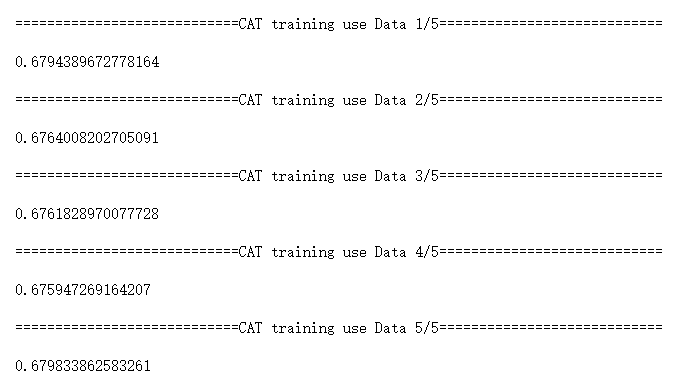 ============================CAT training use Data 1/5============================
0.6794389672778164
============================CAT training use Data 2/5============================
0.6764008202705091
============================CAT training use Data 3/5============================
0.6761828970077728
============================CAT training use Data 4/5============================
0.675947269164207
============================CAT training use Data 5/5============================
0.679833862583261